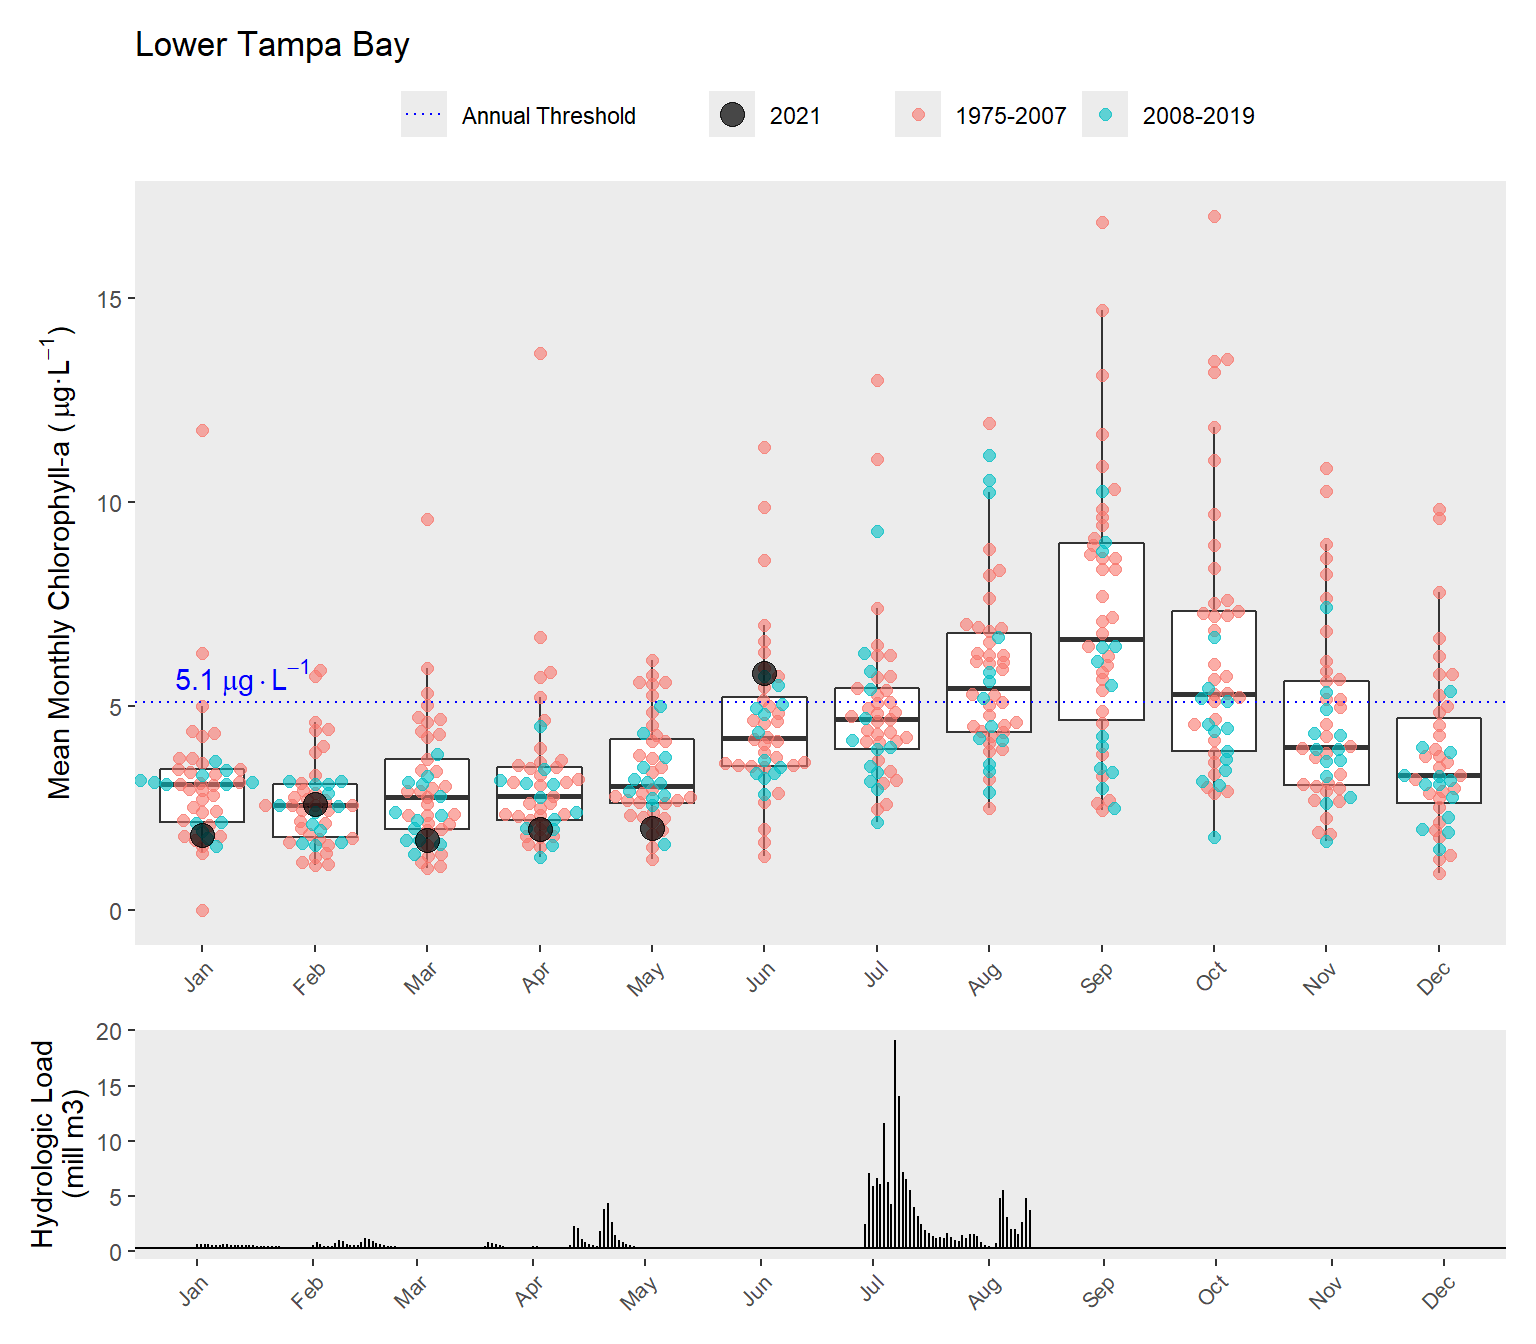 Lower Tampa Bay
Annual Threshold 2021 1975-2007 2008-2019
Mean Monthly Chlorophyll-a ( μg·L⁻¹)
15
10
5
0
5.1 μg·L⁻¹
Jan Feb Mar Apr May Jun Jul Aug Sep Oct Nov Dec
Hydrologic Load
(mill m3)
20
15
10
5
0
Jan Feb Mar Apr May Jun Jul Aug Sep Oct Nov Dec